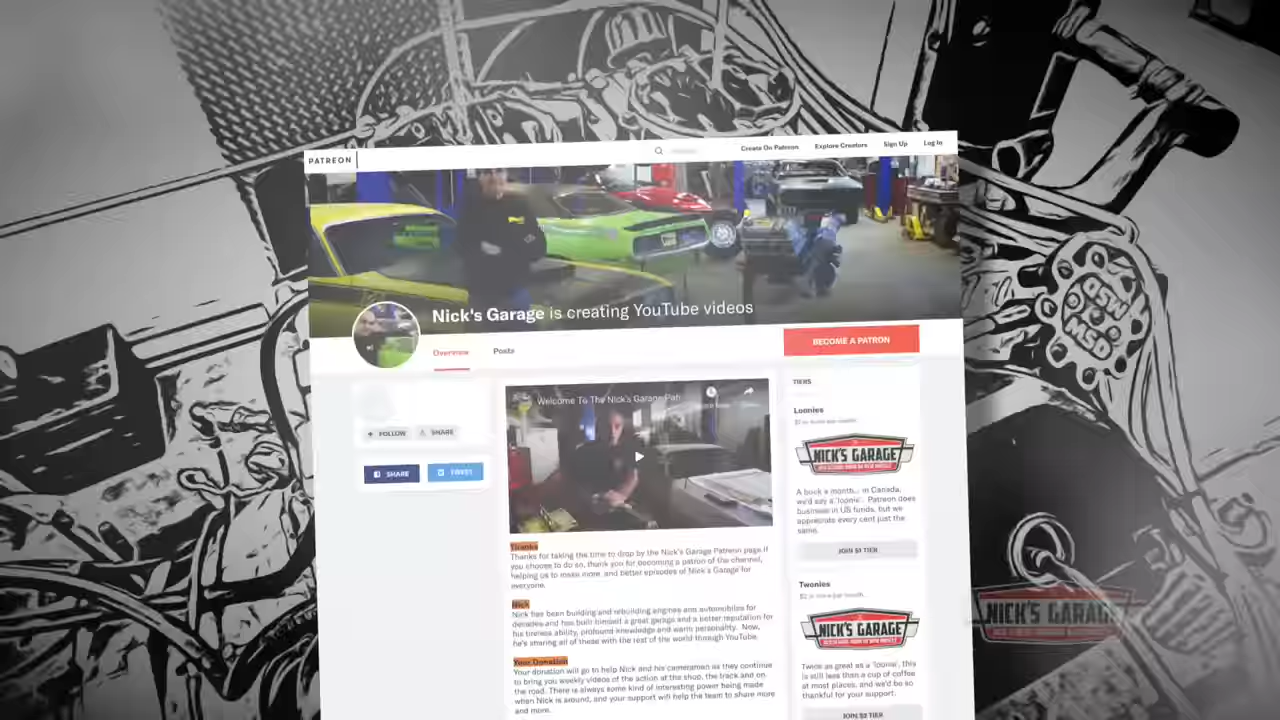 PATREON
Create On Patreon
Explore Creators
Sign Up
Log In
Nick's Garage is creating YouTube videos
Overview
Posts
BECOME A PATRON
FOLLOW
SHARE
SHARE
TWEET
Welcome To The Nick's Garage Pat
Thanks
Thanks for taking the time to drop by the Nick's Garage Patreon page. If
you choose to do so, thank you for becoming a patron of the channel,
helping us to make more, and better episodes of Nick's Garage for
everyone.
Nick
Nick has been building and rebuilding engines and automobiles for
decades and has built himself a great garage and a better reputation for
his tireless ability, profound knowledge and warm personality. Now,
he's sharing all of these with the rest of the world through YouTube.
Your Donation
Your donation will go to help Nick and his cameraman as they continue
to bring you weekly videos of the action at the shop, the track and on
the road. There is always some kind of interesting power being made
when Nick is around, and your support will help the team to share more
and more.
TIERS
Loonies
$1 or more per month
NICK'S GARAGE
A buck a month... in Canada,
we'd say a 'loonie'. Patreon does
business in US funds, but we
appreciate every cent just the
same.
JOIN $1 TIER
Twonies
$2 or more per month
NICK'S GARAGE
Twice as great as a 'loonie', this
is still less than a cup of coffee
at most places, and we'd be so
thankful for your support.
JOIN $2 TIER
MSD
MSD
NICK'S GARAGE